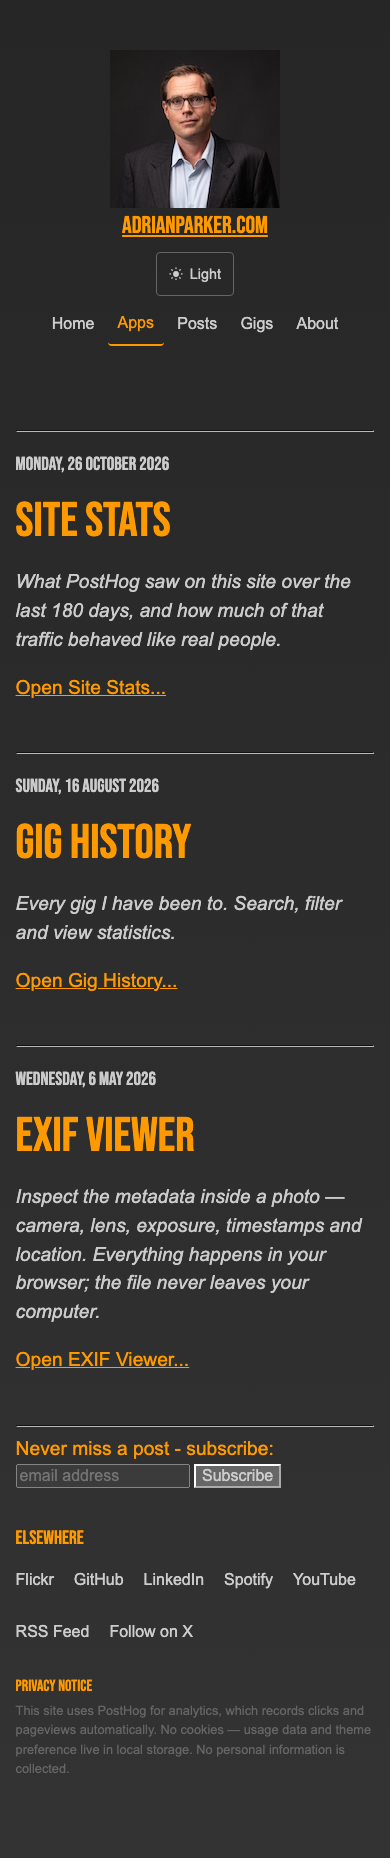 ADRIANPARKER.COM
Light
Home Apps Posts Gigs About
MONDAY, 26 OCTOBER 2026
SITE STATS
What PostHog saw on this site over the
last 180 days, and how much of that
traffic behaved like real people.
Open Site Stats...
SUNDAY, 16 AUGUST 2026
GIG HISTORY
Every gig I have been to. Search, filter
and view statistics.
Open Gig History...
WEDNESDAY, 6 MAY 2026
EXIF VIEWER
Inspect the metadata inside a photo —
camera, lens, exposure, timestamps and
location. Everything happens in your
browser; the file never leaves your
computer.
Open EXIF Viewer...
Never miss a post - subscribe:
email address Subscribe
ELSEWHERE
Flickr GitHub LinkedIn Spotify YouTube
RSS Feed Follow on X
PRIVACY NOTICE
This site uses PostHog for analytics, which records clicks and
pageviews automatically. No cookies — usage data and theme
preference live in local storage. No personal information is
collected.